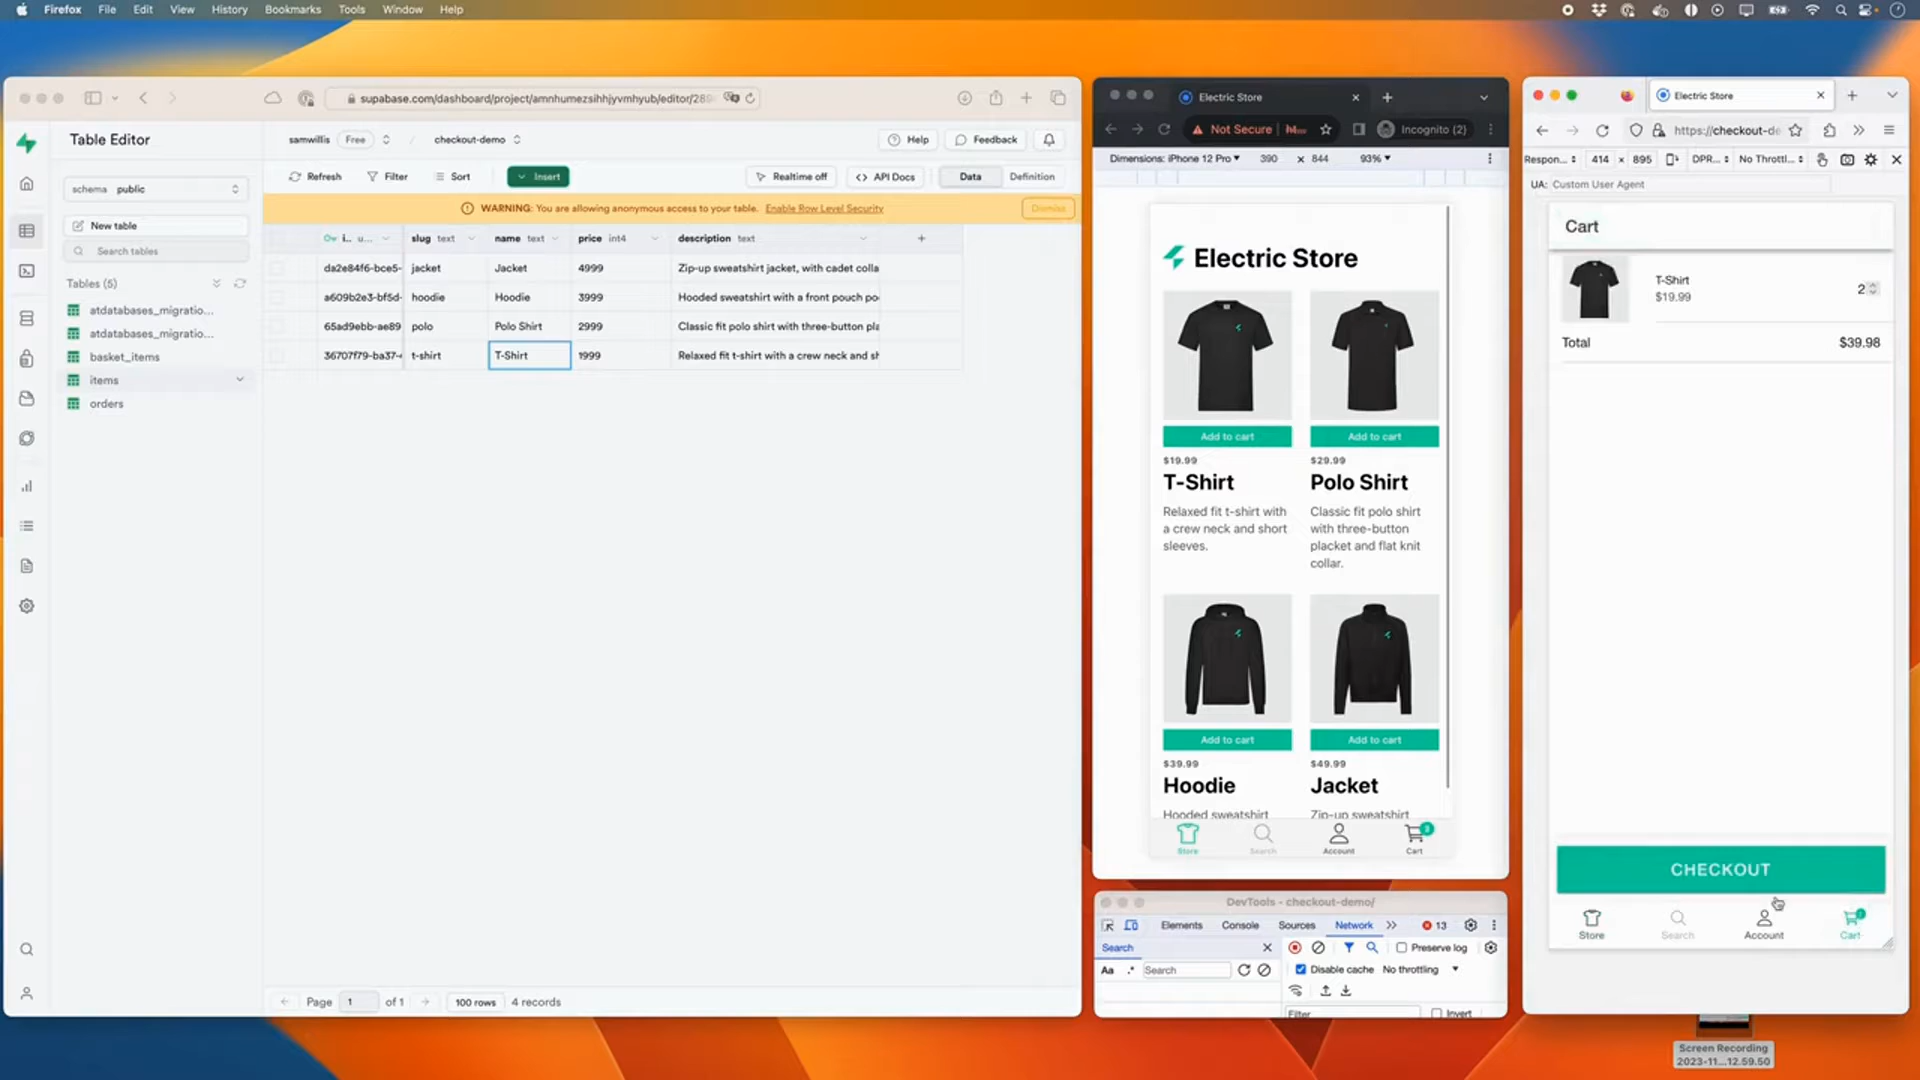 Firefox File Edit View History Bookmarks Tools Window Help
supabase.com/dashboard/project/amnhumezsihhjyvmhyub/editor/289
Table Editor
samwillis Free / checkout-demo
Help Feedback
schema public
Refresh Filter Sort Insert
Realtime off API Docs Data Definition
WARNING: You are allowing anonymous access to your table. Enable Row Level Security Dismiss
New table
Search tables
Tables (5)
atdatabases_migratio...
atdatabases_migratio...
basket_items
items
orders
i.. u... slug text name text price int4 description text
da2e84f6-bce5- jacket Jacket 4999 Zip-up sweatshirt jacket, with cadet colla
a609b2e3-bf5d- hoodie Hoodie 3999 Hooded sweatshirt with a front pouch po
65ad9ebb-ae89 polo Polo Shirt 2999 Classic fit polo shirt with three-button pla
36707f79-ba37- t-shirt T-Shirt 1999 Relaxed fit t-shirt with a crew neck and sh
Page 1 of 1 100 rows 4 records
Electric Store
Not Secure Incognito (2)
Dimensions: iPhone 12 Pro 390 × 844 93%
Electric Store
Add to cart Add to cart
$19.99 $29.99
T-Shirt Polo Shirt
Relaxed fit t-shirt with Classic fit polo shirt
a crew neck and short with three-button
sleeves. placket and flat knit
collar.
Add to cart Add to cart
$39.99 $49.99
Hoodie Jacket
Hooded sweatshirt Zip-up sweatshirt
Store Search Account Cart
DevTools - checkout-demo/
Elements Console Sources Network 13
Search Preserve log
Aa .* Search Disable cache No throttling
Filter Invert
Electric Store
https://checkout-de
Respon... 414 × 895 DPR... No Throttl...
UA: Custom User Agent
Cart
T-Shirt
$19.99
2
Total $39.98
CHECKOUT
Store Search Account Cart
Screen Recording
2023-11...12.59.50